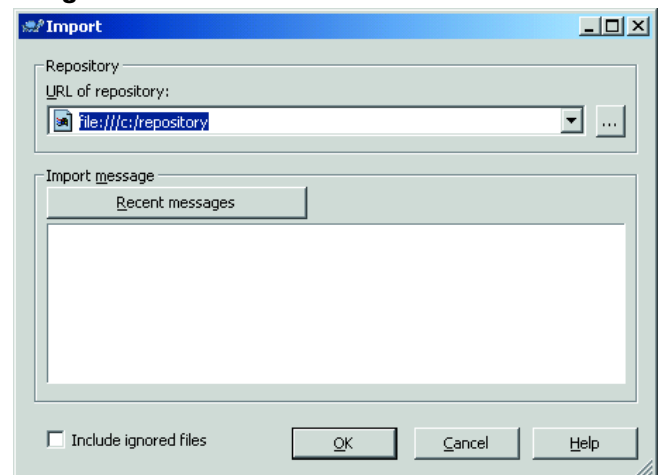 Import
Repository
URL of repository:
file:///c:/repository
...
Import message
Recent messages
Include ignored files
OK
Cancel
Help